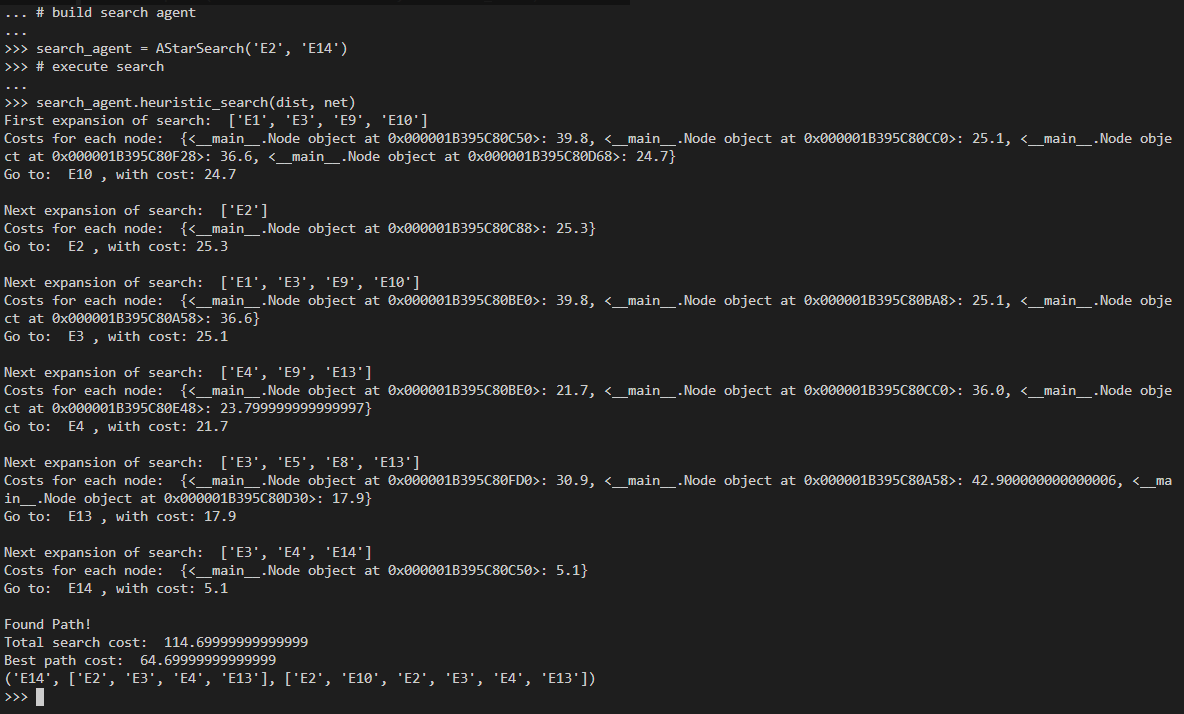 ... # build search agent
...
>>> search_agent = AStarSearch('E2', 'E14')
>>> # execute search
...
>>> search_agent.heuristic_search(dist, net)
First expansion of search:  ['E1', 'E3', 'E9', 'E10']
Costs for each node:  {<__main__.Node object at 0x000001B395C80C50>: 39.8, <__main__.Node object at 0x000001B395C80CC0>: 25.1, <__main__.Node obje
ct at 0x000001B395C80F28>: 36.6, <__main__.Node object at 0x000001B395C80D68>: 24.7}
Go to:  E10 , with cost: 24.7
Next expansion of search:  ['E2']
Costs for each node:  {<__main__.Node object at 0x000001B395C80C88>: 25.3}
Go to:  E2 , with cost: 25.3
Next expansion of search:  ['E1', 'E3', 'E9', 'E10']
Costs for each node:  {<__main__.Node object at 0x000001B395C80BE0>: 39.8, <__main__.Node object at 0x000001B395C80BA8>: 25.1, <__main__.Node obje
ct at 0x000001B395C80A58>: 36.6}
Go to:  E3 , with cost: 25.1
Next expansion of search:  ['E4', 'E9', 'E13']
Costs for each node:  {<__main__.Node object at 0x000001B395C80BE0>: 21.7, <__main__.Node object at 0x000001B395C80CC0>: 36.0, <__main__.Node obje
ct at 0x000001B395C80E48>: 23.799999999999997}
Go to:  E4 , with cost: 21.7
Next expansion of search:  ['E3', 'E5', 'E8', 'E13']
Costs for each node:  {<__main__.Node object at 0x000001B395C80FD0>: 30.9, <__main__.Node object at 0x000001B395C80A58>: 42.900000000000006, <__ma
in__.Node object at 0x000001B395C80D30>: 17.9}
Go to:  E13 , with cost: 17.9
Next expansion of search:  ['E3', 'E4', 'E14']
Costs for each node:  {<__main__.Node object at 0x000001B395C80C50>: 5.1}
Go to:  E14 , with cost: 5.1
Found Path!
Total search cost:  114.69999999999999
Best path cost:  64.69999999999999
('E14', ['E2', 'E3', 'E4', 'E13'], ['E2', 'E10', 'E2', 'E3', 'E4', 'E13'])
>>>